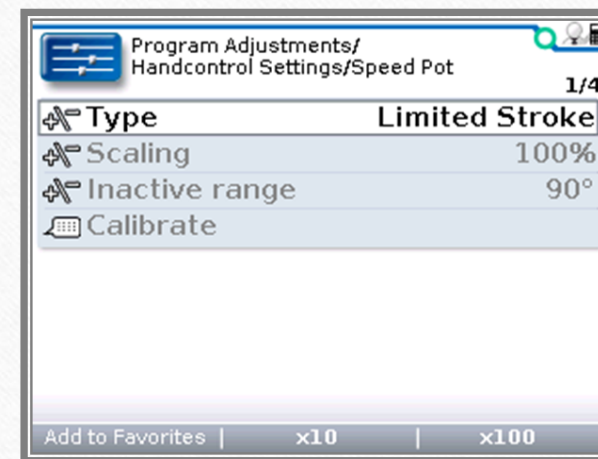 Program Adjustments/
Handcontrol Settings/Speed Pot
1/4
Type Limited Stroke
Scaling 100%
Inactive range 90°
Calibrate
Add to Favorites | x10 | x100